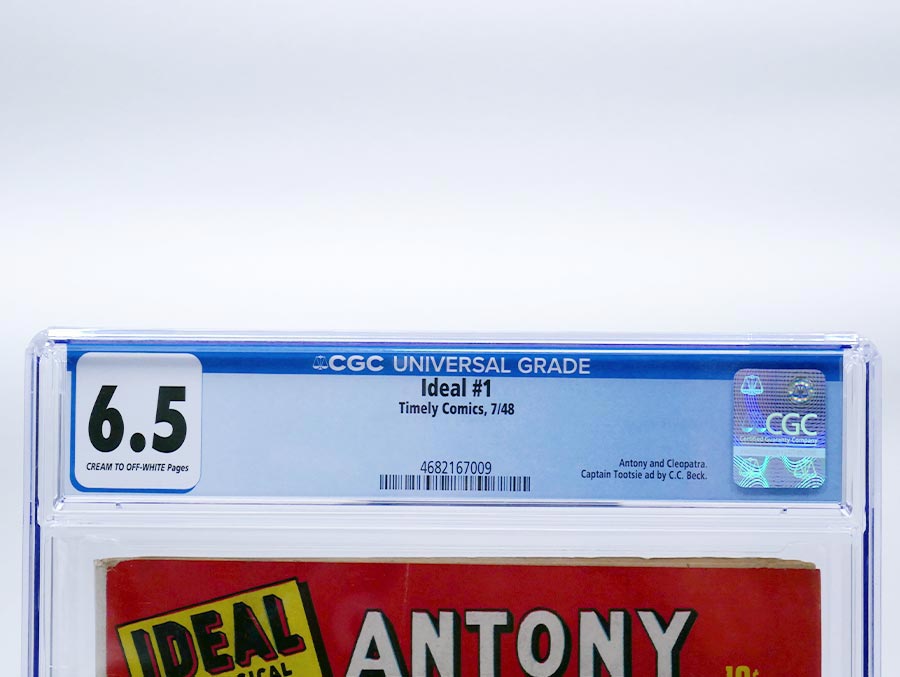 CGC UNIVERSAL GRADE
6.5
CREAM TO OFF-WHITE Pages
Ideal #1
Timely Comics, 7/48
4682167009
Antony and Cleopatra.
Captain Tootsie ad by C.C. Beck.
CGC
Certified Guaranty Company
IDEAL
ANTONY
10¢